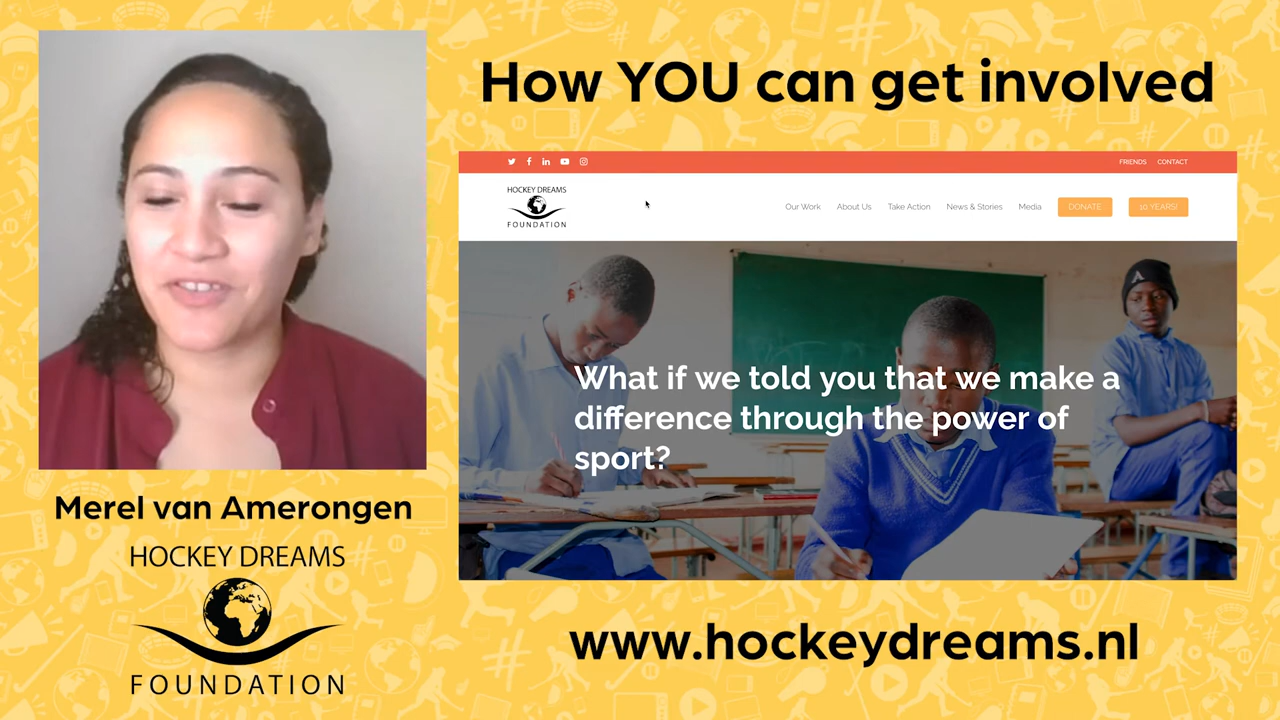 How YOU can get involved
FRIENDS CONTACT
HOCKEY DREAMS
FOUNDATION
Our Work About Us Take Action News & Stories Media DONATE 10 YEARS!
A
What if we told you that we make a
difference through the power of
sport?
Merel van Amerongen
HOCKEY DREAMS
FOUNDATION
www.hockeydreams.nl